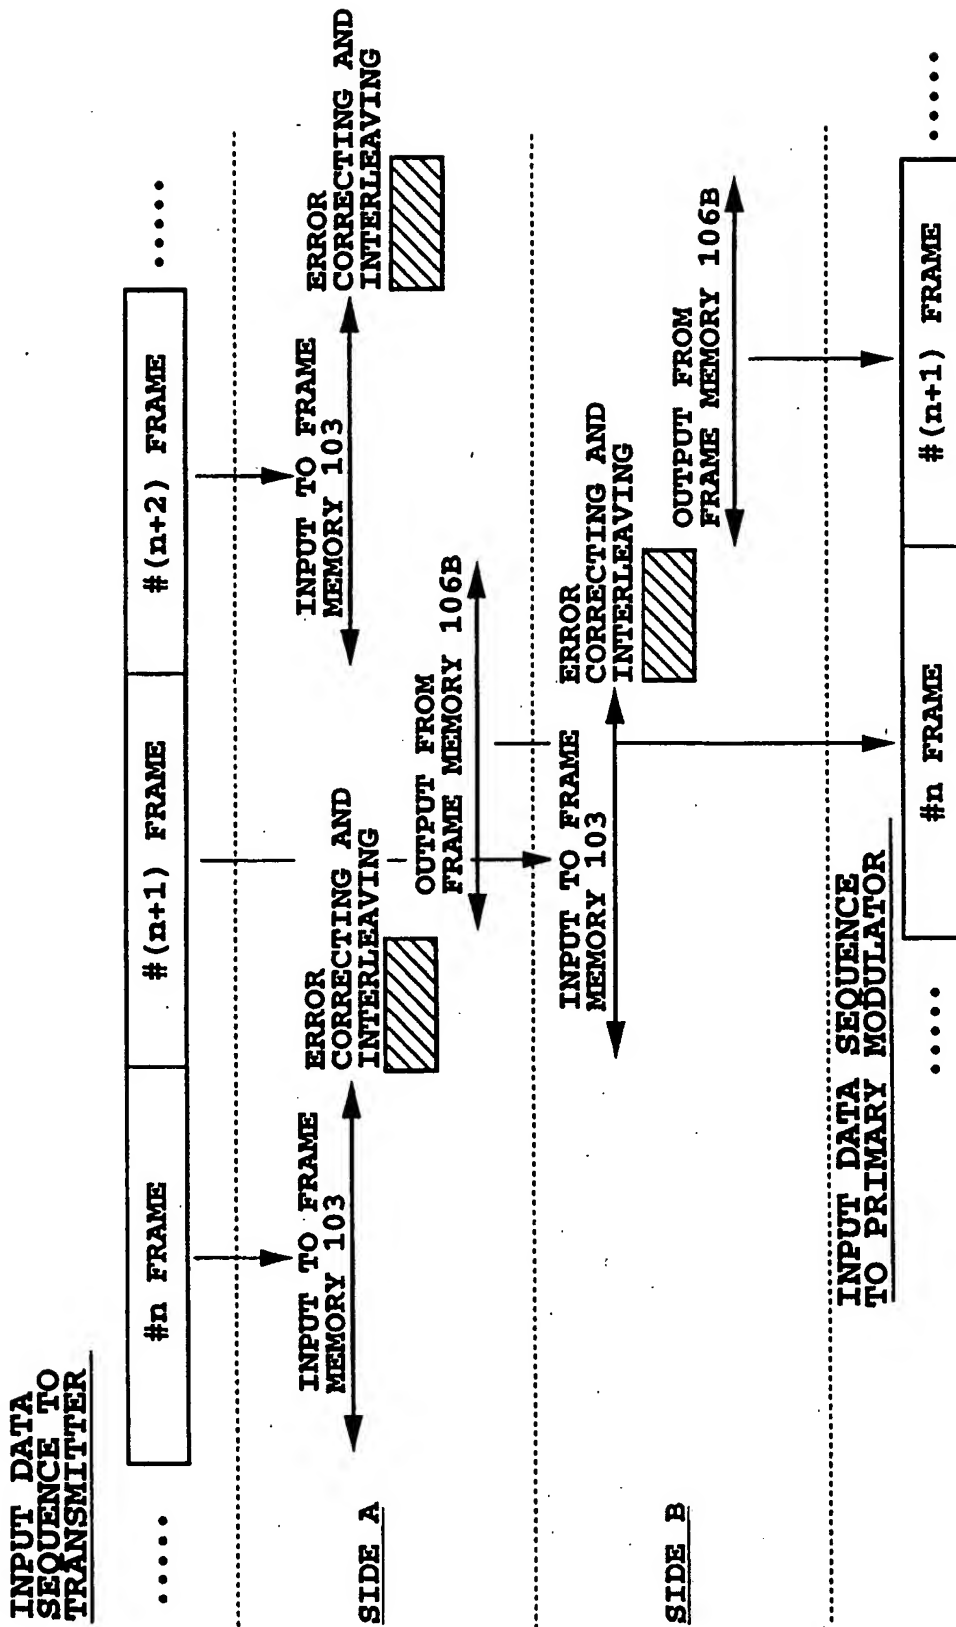 INPUT DATA
SEQUENCE TO
TRANSMITTER
.....
#n FRAME
#(n+1) FRAME
#(n+2) FRAME
.....
SIDE A
INPUT TO FRAME
MEMORY 103
ERROR
CORRECTING AND
INTERLEAVING
OUTPUT FROM
FRAME MEMORY 106B
INPUT TO FRAME
MEMORY 103
ERROR
CORRECTING AND
INTERLEAVING
SIDE B
INPUT TO FRAME
MEMORY 103
ERROR
CORRECTING AND
INTERLEAVING
OUTPUT FROM
FRAME MEMORY 106B
INPUT DATA SEQUENCE
TO PRIMARY MODULATOR
.....
#n FRAME
#(n+1) FRAME
.....